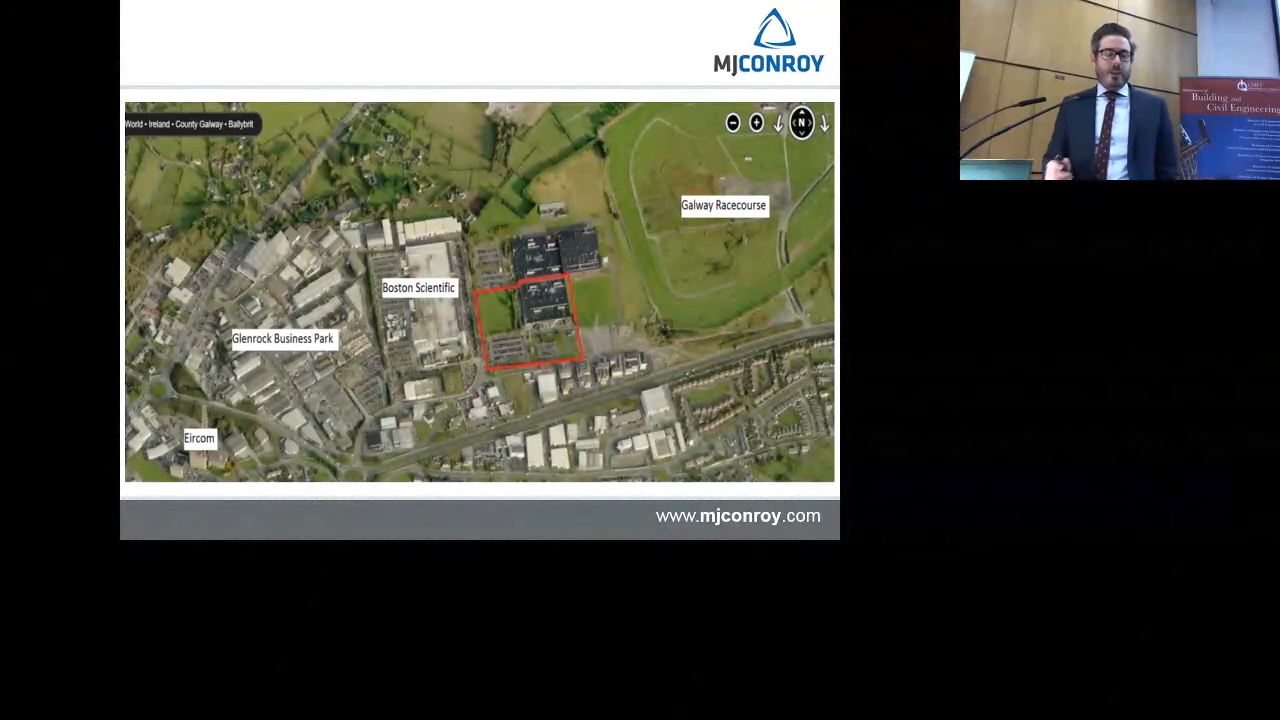 MJCONROY
World • Ireland • County Galway • Ballybrit
N
Galway Racecourse
Boston Scientific
Glenrock Business Park
Eircom
www.mjconroy.com
GMIT
Building and
Civil Engineering